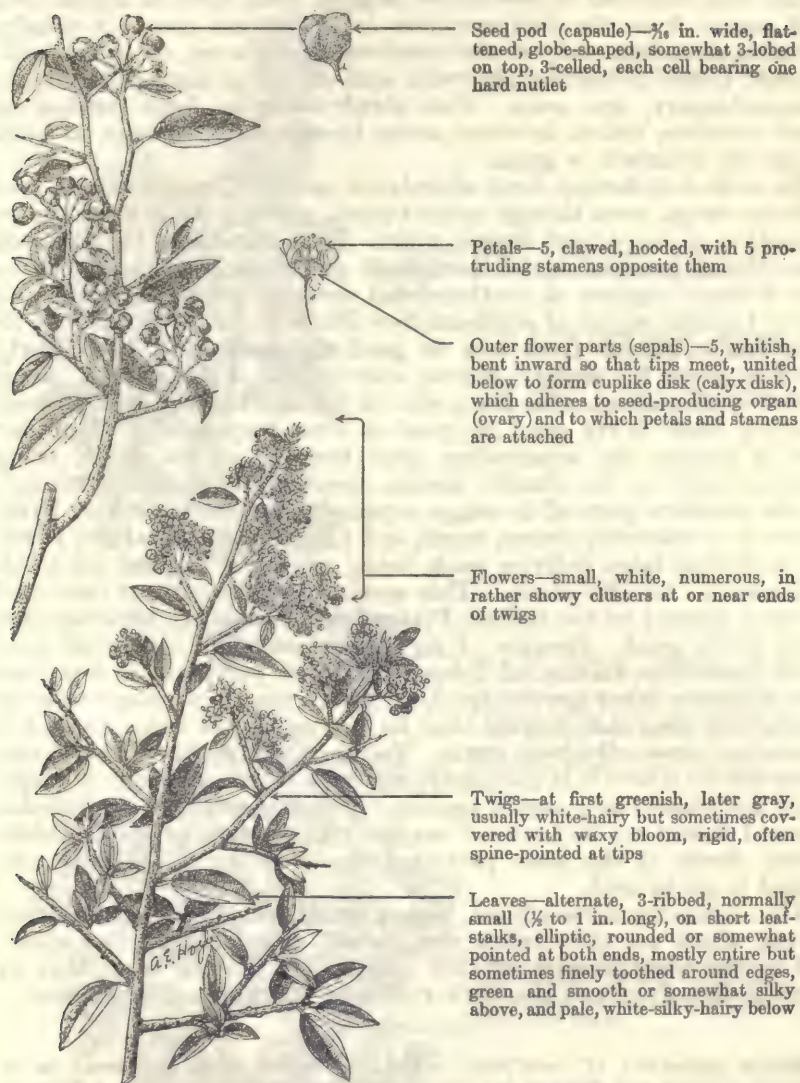 Seed pod (capsule)—3/16 in. wide, flat-
tened, globe-shaped, somewhat 3-lobed
on top, 3-celled, each cell bearing one
hard nutlet
Petals—5, clawed, hooded, with 5 pro-
truding stamens opposite them
Outer flower parts (sepals)—5, whitish,
bent inward so that tips meet, united
below to form cuplike disk (calyx disk),
which adheres to seed-producing organ
(ovary) and to which petals and stamens
are attached
Flowers—small, white, numerous, in
rather showy clusters at or near ends
of twigs
Twigs—at first greenish, later gray,
usually white-hairy but sometimes cov-
vered with waxy bloom, rigid, often
spine-pointed at tips
Leaves—alternate, 3-ribbed, normally
small (½ to 1 in. long), on short leaf-
stalks, elliptic, rounded or somewhat
pointed at both ends, mostly entire but
sometimes finely toothed around edges,
green and smooth or somewhat silky
above, and pale, white-silky-hairy below
A.E. Hoyle